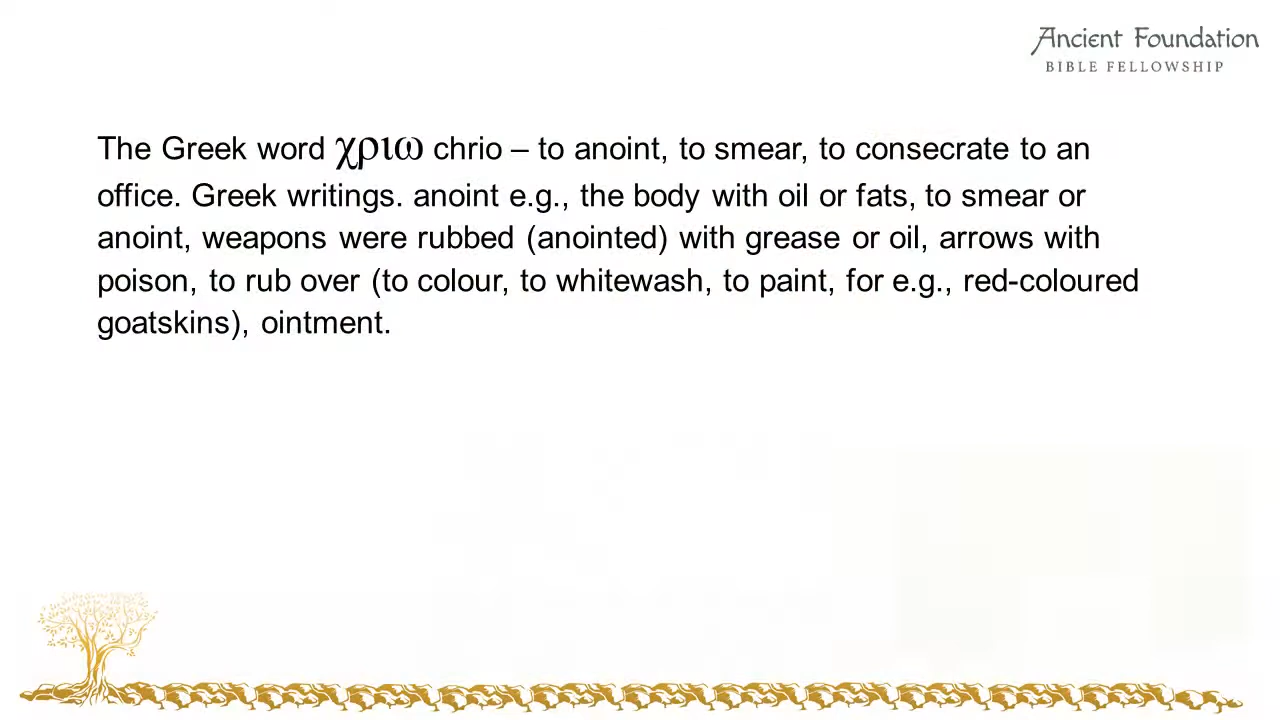 Ancient Foundation
BIBLE FELLOWSHIP
The Greek word χριω chrio – to anoint, to smear, to consecrate to an
office. Greek writings. anoint e.g., the body with oil or fats, to smear or
anoint, weapons were rubbed (anointed) with grease or oil, arrows with
poison, to rub over (to colour, to whitewash, to paint, for e.g., red-coloured
goatskins), ointment.